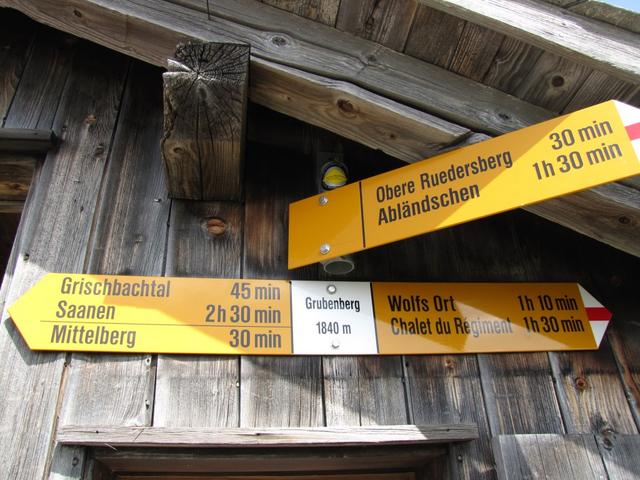 Obere Ruedersberg 30 min
Abländschen 1h 30 min
Grischbachtal 45 min
Saanen 2h 30 min
Mittelberg 30 min
Grubenberg
1840 m
Wolfs Ort 1h 10 min
Chalet du Régiment 1h 30 min